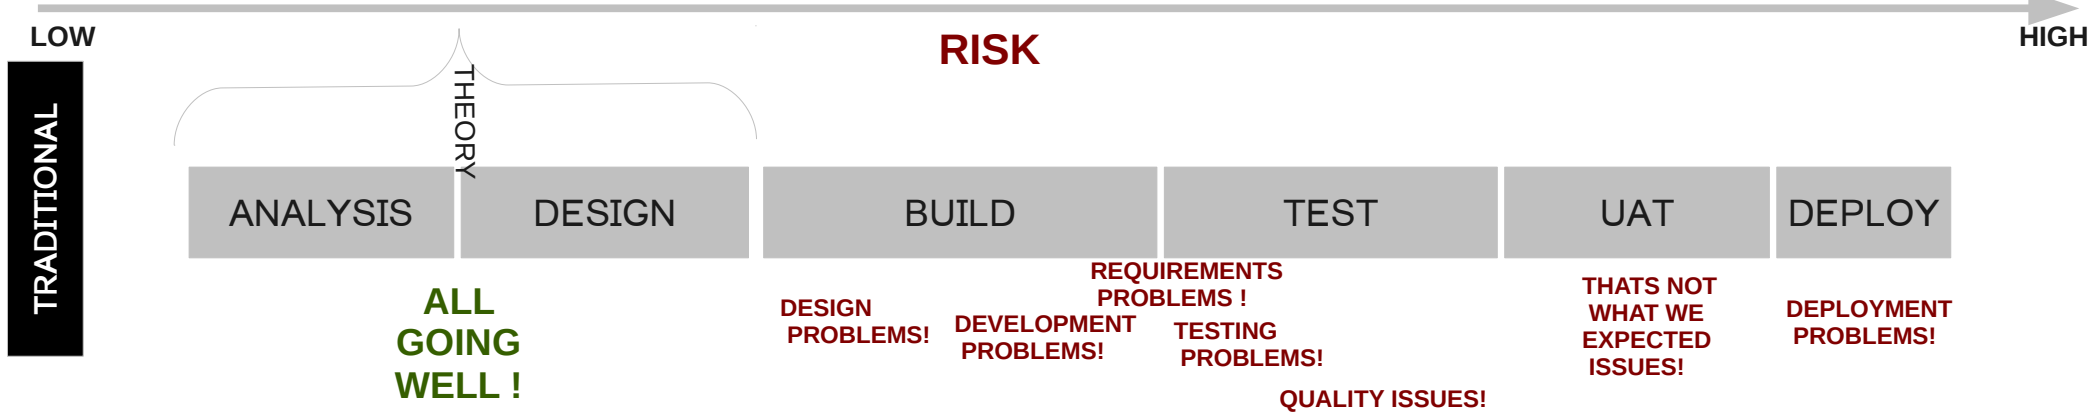 LOW
RISK
HIGH
THEORY
TRADITIONAL
ANALYSIS
DESIGN
BUILD
TEST
UAT
DEPLOY
ALL
GOING
WELL !
DESIGN
PROBLEMS!
DEVELOPMENT
PROBLEMS!
REQUIREMENTS
PROBLEMS !
TESTING
PROBLEMS!
QUALITY ISSUES!
THATS NOT
WHAT WE
EXPECTED
ISSUES!
DEPLOYMENT
PROBLEMS!